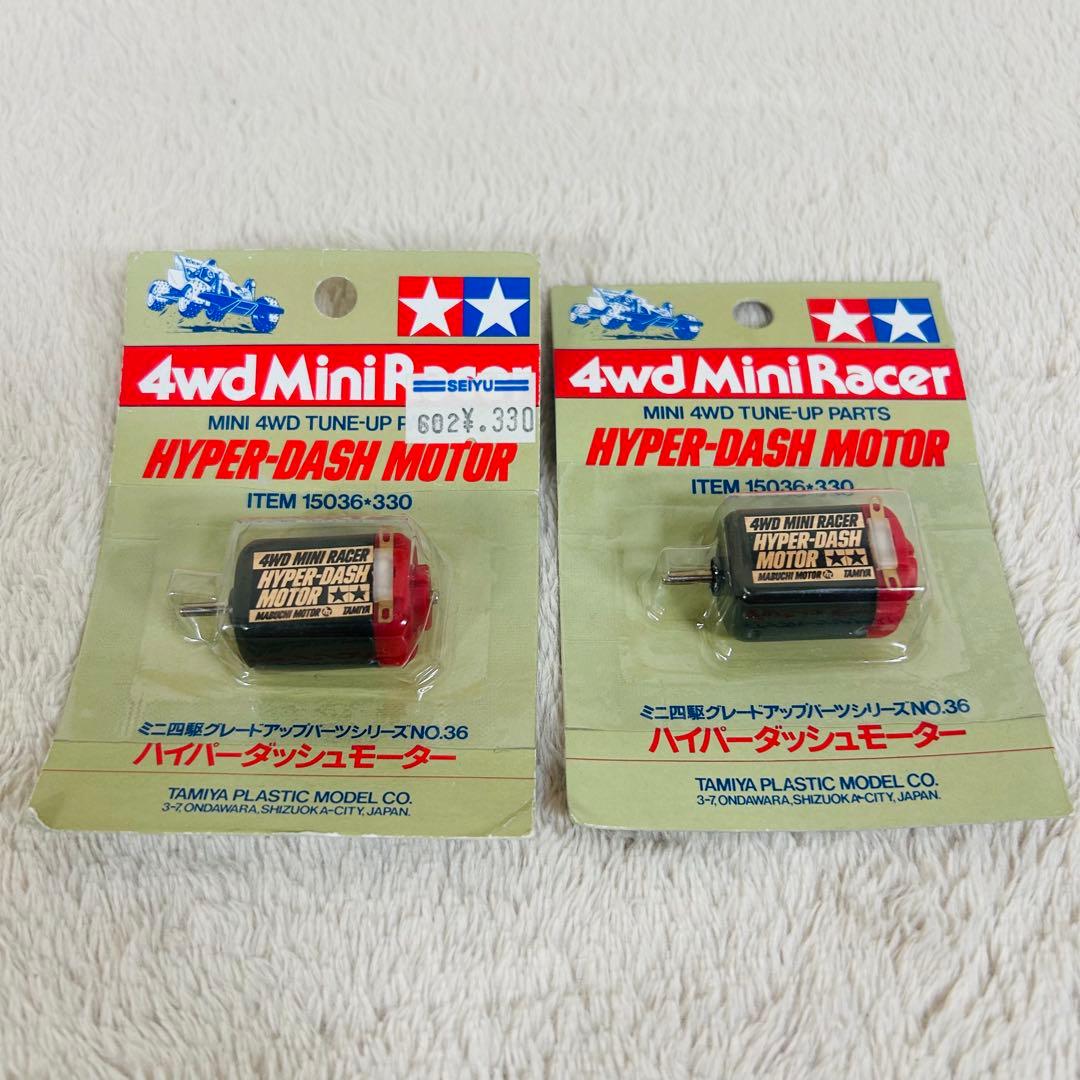 4wd Mini Racer
SEIYU
602 ¥.330
MINI 4WD TUNE-UP
HYPER-DASH MOTOR
ITEM 15036*330
4WD MINI RACER
HYPER-DASH
MOTOR
MABUCHI MOTOR TAMIYA
ミニ四駆グレードアップパーツシリーズNO.36
ハイパーダッシュモーター
TAMIYA PLASTIC MODEL CO.
3-7, ONDAWARA, SHIZUOKA-CITY, JAPAN.
4wd Mini Racer
MINI 4WD TUNE-UP PARTS
HYPER-DASH MOTOR
ITEM 15036*330
4WD MINI RACER
HYPER-DASH
MOTOR
MABUCHI MOTOR TAMIYA
ミニ四駆グレードアップパーツシリーズNO.36
ハイパーダッシュモーター
TAMIYA PLASTIC MODEL CO.
3-7, ONDAWARA, SHIZUOKA-CITY, JAPAN.